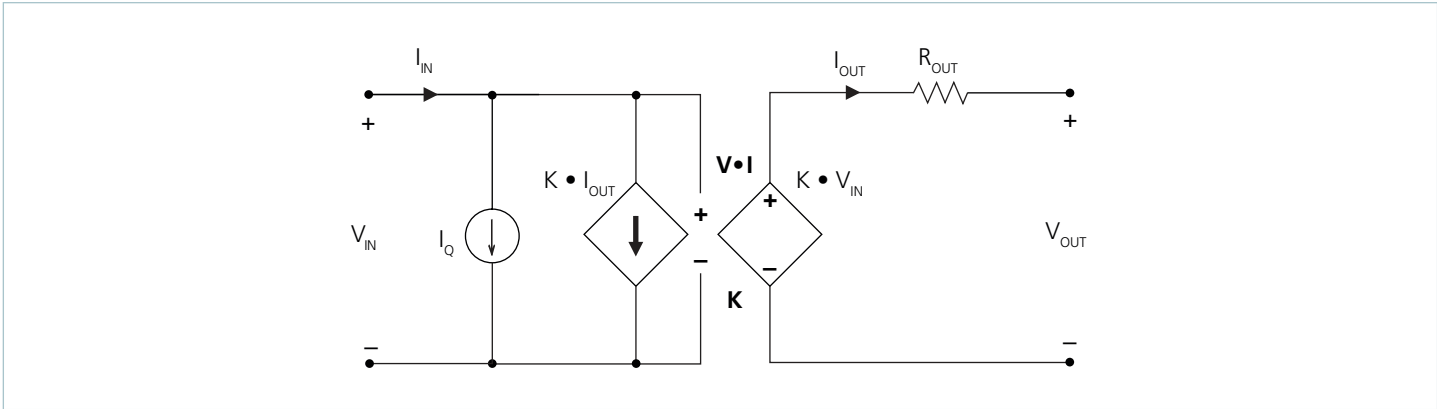 I_IN
I_OUT
R_OUT
+
+
V•I
K • I_OUT
K • V_IN
+
+
V_IN
I_Q
V_OUT
–
–
K
–
–